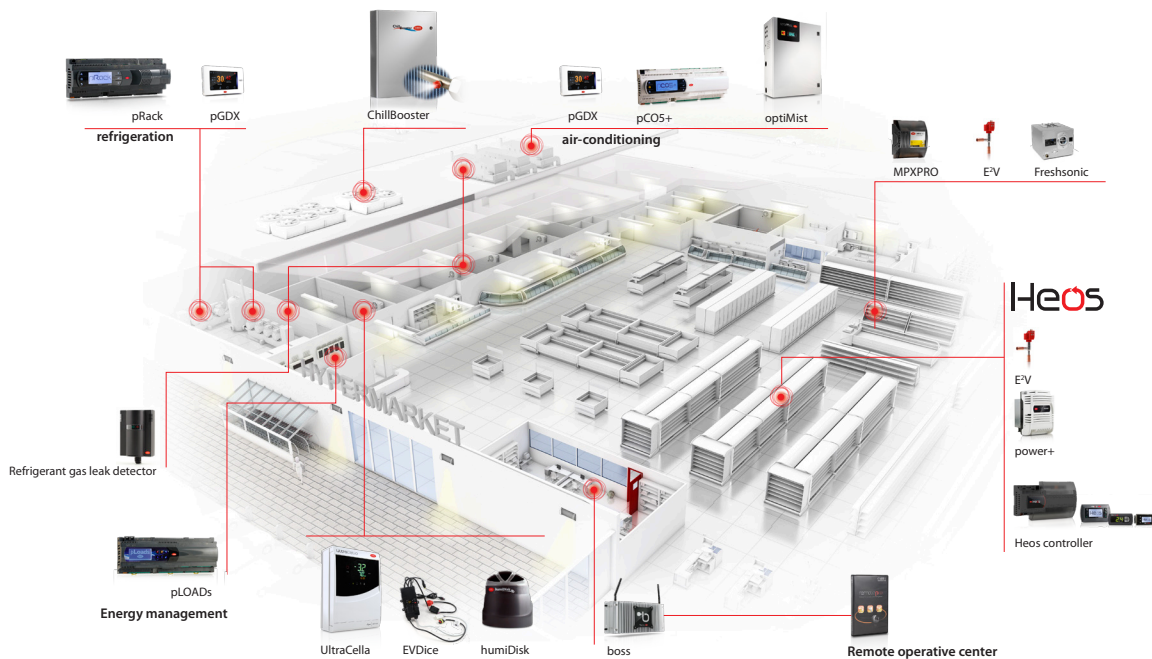 pRack
pGDX
refrigeration
ChillBooster
pGDX
pCO5+
optiMist
air-conditioning
MPXPRO
E²V
Freshsonic
Heos
E²V
power+
Heos controller
HYPERMARKET
Refrigerant gas leak detector
pLOADs
Energy management
UltraCella
EVDice
humiDisk
boss
Remote operative center